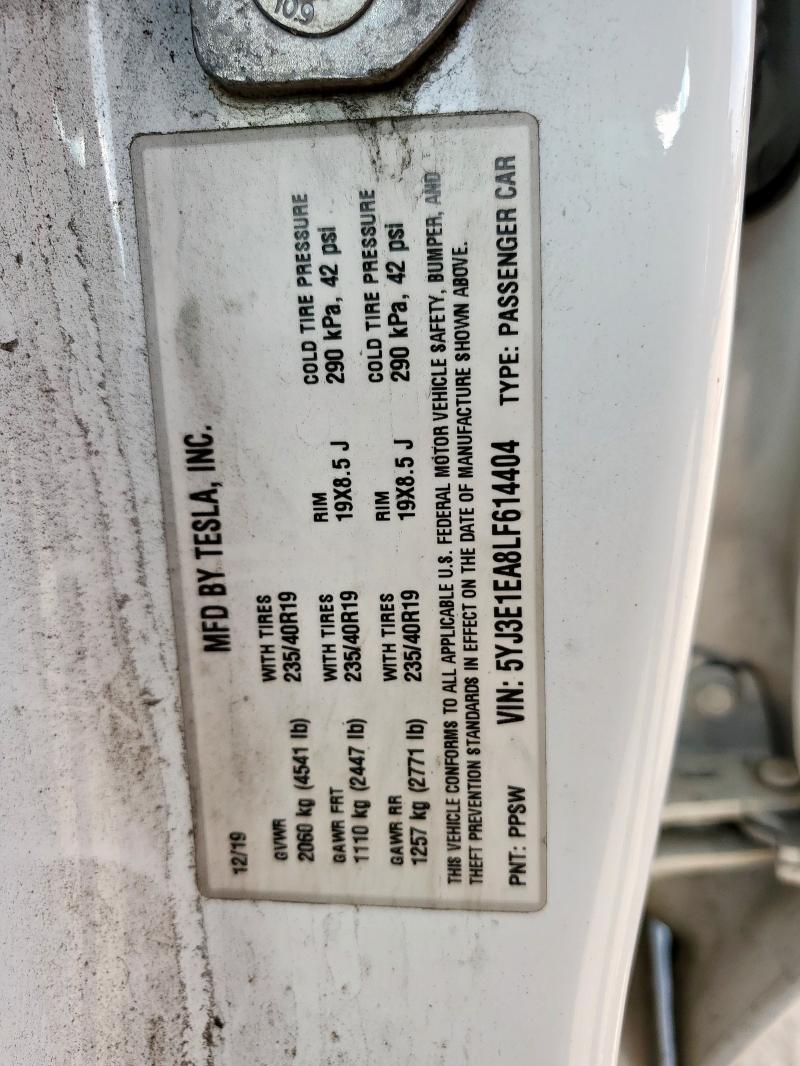 109
MFD BY TESLA, INC.
12/19
GVWR WITH TIRES
2060 kg (4541 lb) 235/40R19 COLD TIRE PRESSURE
GAWR FRT WITH TIRES RIM 290 kPa, 42 psi
1110 kg (2447 lb) 235/40R19 19X8.5 J COLD TIRE PRESSURE
GAWR RR WITH TIRES RIM 290 kPa, 42 psi
1257 kg (2771 lb) 235/40R19 19X8.5 J
THIS VEHICLE CONFORMS TO ALL APPLICABLE U.S. FEDERAL MOTOR VEHICLE SAFETY, BUMPER, AND
THEFT PREVENTION STANDARDS IN EFFECT ON THE DATE OF MANUFACTURE SHOWN ABOVE.
PNT: PPSW VIN: 5YJ3E1EA8LF614404 TYPE: PASSENGER CAR